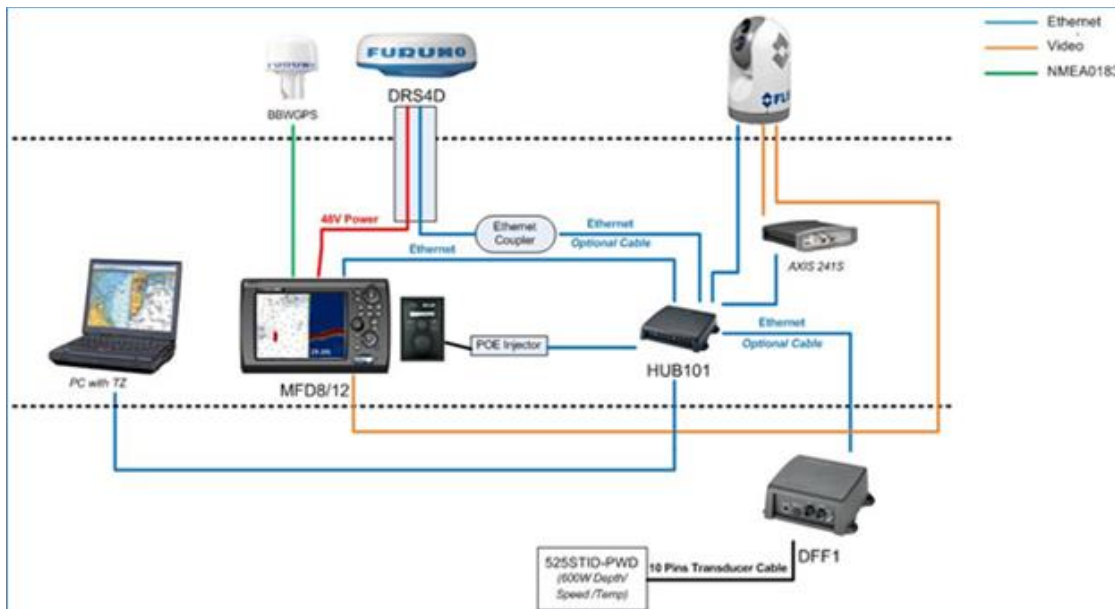 Ethernet
Video
NMEA0183
FURUNO
FURUNO
DRS4D
BBWGPS
FLI
48V Power
Ethernet
Coupler
Ethernet
Optional Cable
Ethernet
AXIS 241S
POE Injector
Ethernet
Optional Cable
HUB101
PC with TZ
MFD8/12
DFF1
525STID-PWD
(600W Depth/
Speed /Temp)
10 Pins Transducer Cable